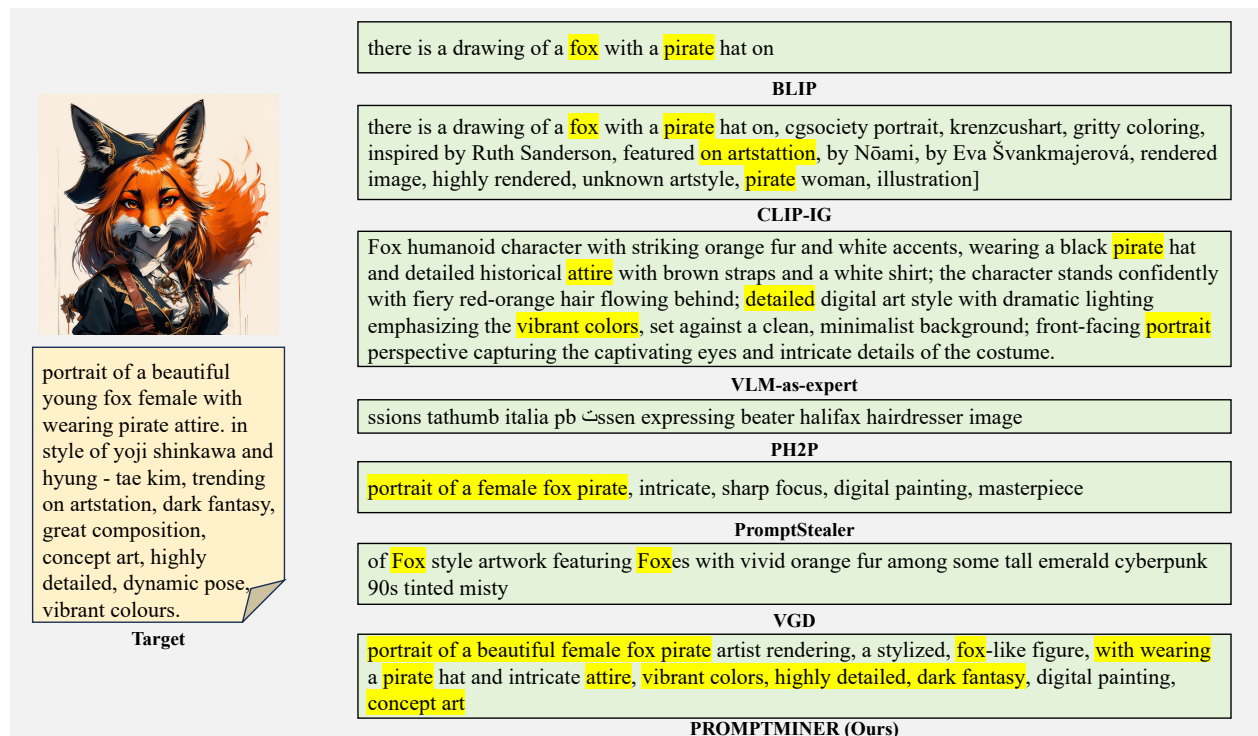 there is a drawing of a fox with a pirate hat on
BLIP
there is a drawing of a fox with a pirate hat on, cgsociety portrait, krenzcushart, gritty coloring,
inspired by Ruth Sanderson, featured on artstattion, by Nōami, by Eva Švankmajerová, rendered
image, highly rendered, unknown artstyle, pirate woman, illustration]
CLIP-IG
Fox humanoid character with striking orange fur and white accents, wearing a black pirate hat
and detailed historical attire with brown straps and a white shirt; the character stands confidently
with fiery red-orange hair flowing behind; detailed digital art style with dramatic lighting
emphasizing the vibrant colors, set against a clean, minimalist background; front-facing portrait
perspective capturing the captivating eyes and intricate details of the costume.
VLM-as-expert
ssions tathumb italia pb ssen expressing beater halifax hairdresser image
PH2P
portrait of a female fox pirate, intricate, sharp focus, digital painting, masterpiece
PromptStealer
of Fox style artwork featuring Foxes with vivid orange fur among some tall emerald cyberpunk
90s tinted misty
VGD
portrait of a beautiful female fox pirate artist rendering, a stylized, fox-like figure, with wearing
a pirate hat and intricate attire, vibrant colors, highly detailed, dark fantasy, digital painting,
concept art
PROMPTMINER (Ours)
portrait of a beautiful
young fox female with
wearing pirate attire. in
style of yoji shinkawa and
hyung - tae kim, trending
on artstation, dark fantasy,
great composition,
concept art, highly
detailed, dynamic pose,
vibrant colours.
Target